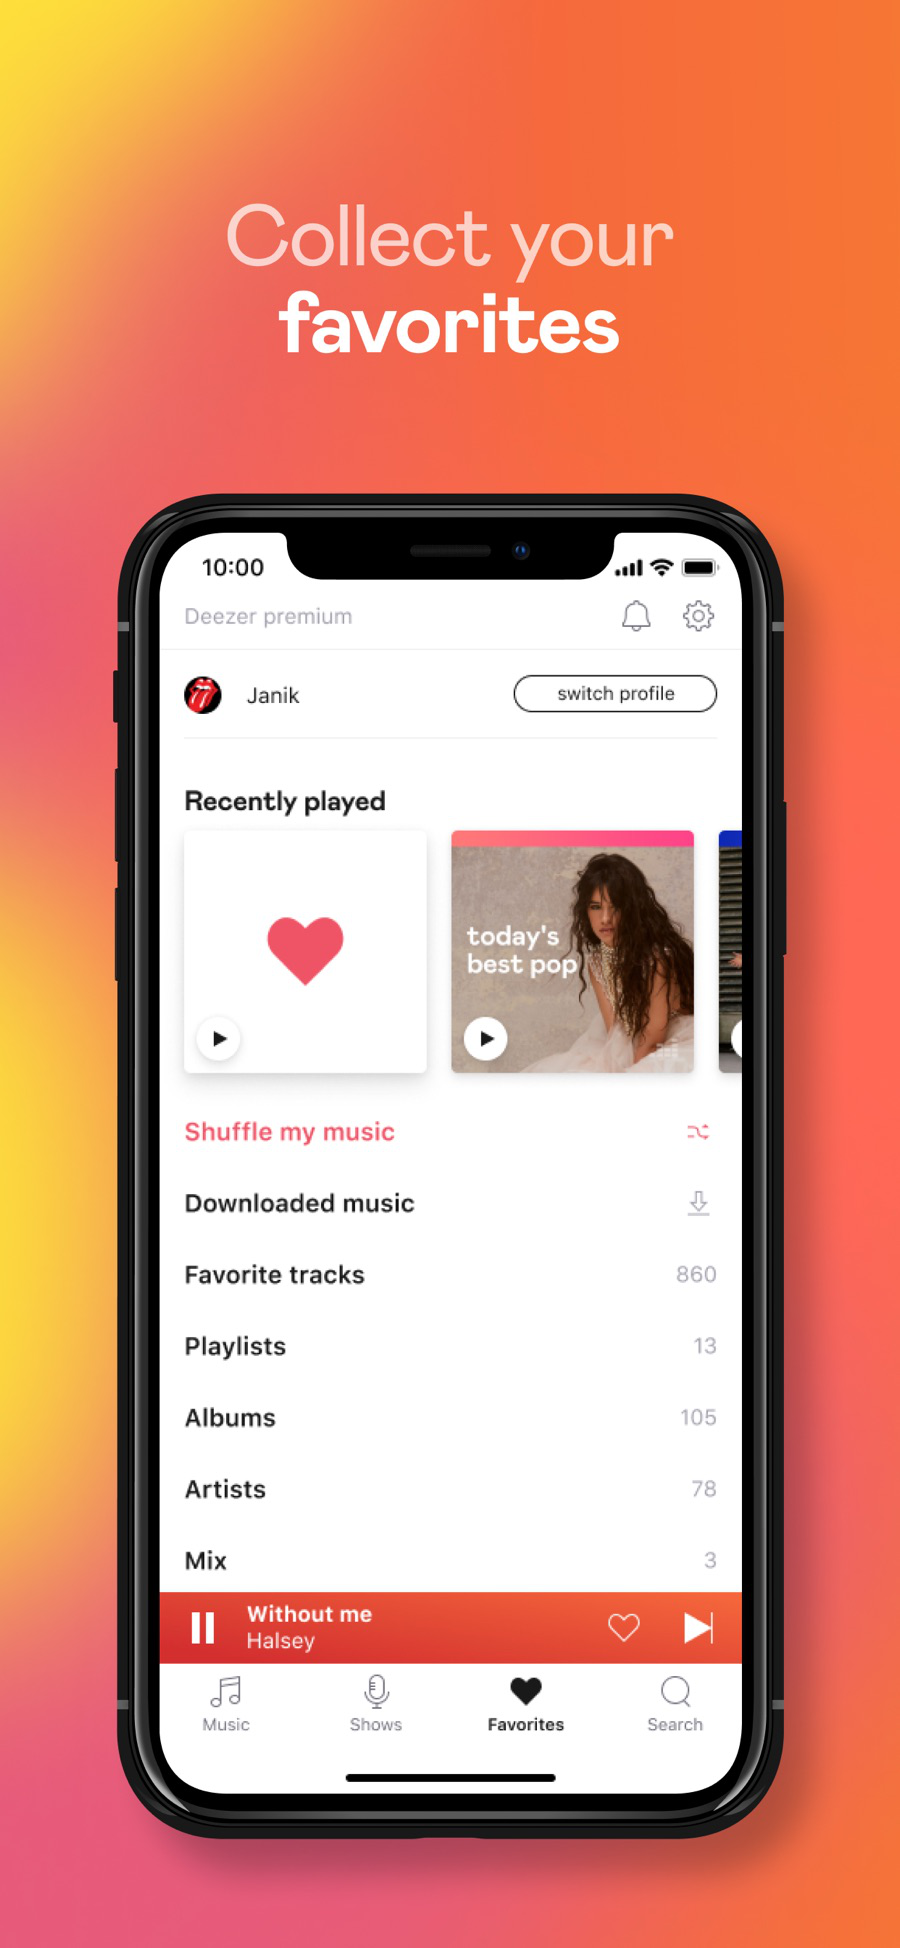 Collect your
favorites
10:00
Deezer premium
Janik
switch profile
Recently played
today's
best pop
Shuffle my music
Downloaded music
Favorite tracks 860
Playlists 13
Albums 105
Artists 78
Mix 3
Without me
Halsey
Music Shows Favorites Search